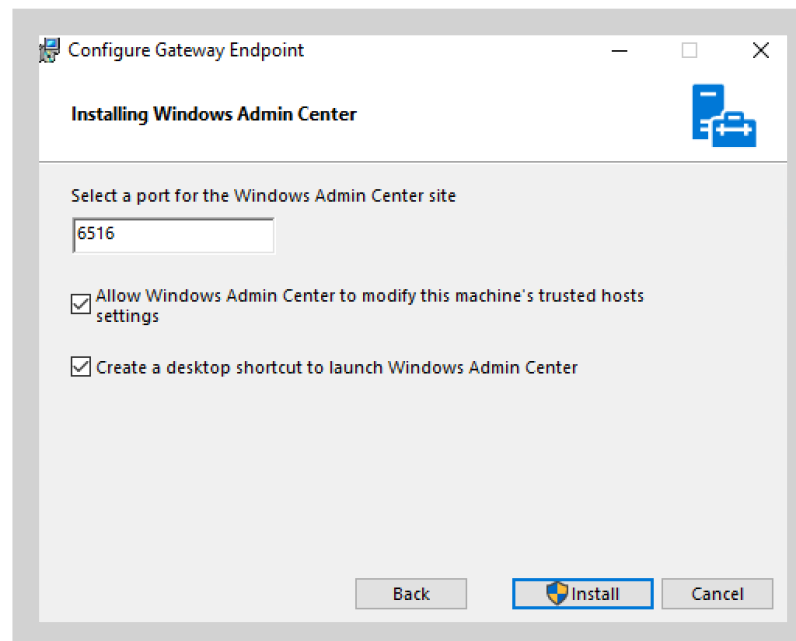 Configure Gateway Endpoint
Installing Windows Admin Center
Select a port for the Windows Admin Center site
6516
Allow Windows Admin Center to modify this machine's trusted hosts
settings
Create a desktop shortcut to launch Windows Admin Center
Back
Install
Cancel